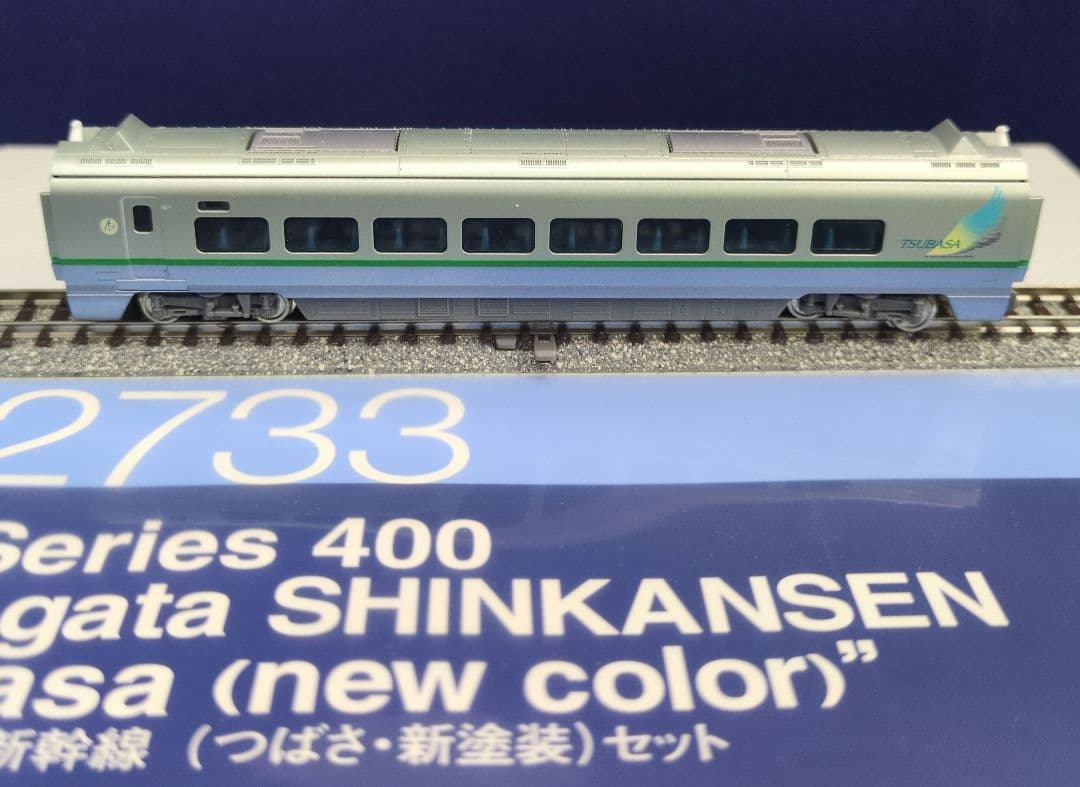 TSUBASA
2733
Series 400
gata SHINKANSEN
asa (new color)”
新幹線 (つばさ・新塗装)セット